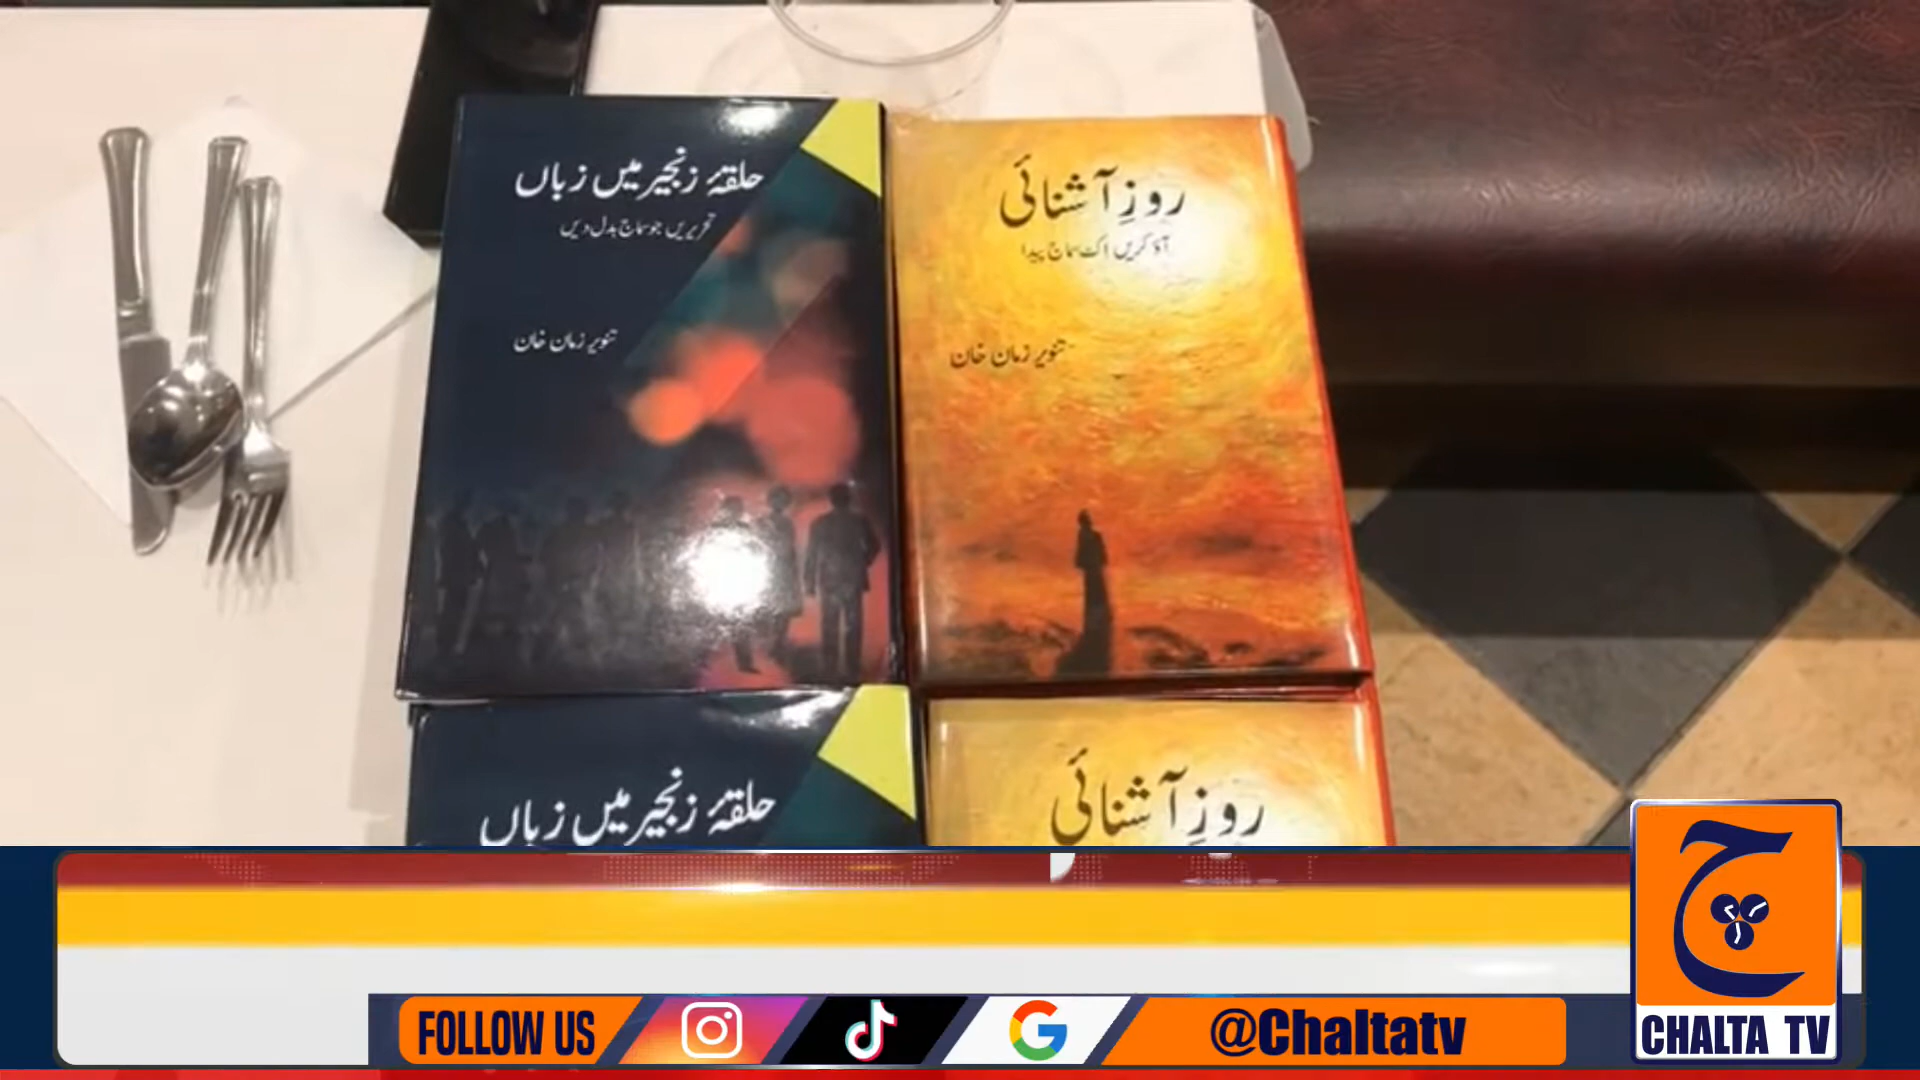 حلقۂ زنجیر میں زباں
تحریریں جو سماج بدل دیں
تنویر زمان خان
روزِ آشنائی
آؤ کریں اک سماج پیدا
تنویر زمان خان
حلقۂ زنجیر میں زباں
روزِ آشنائی
FOLLOW US
@Chaltatv
چ
CHALTA TV